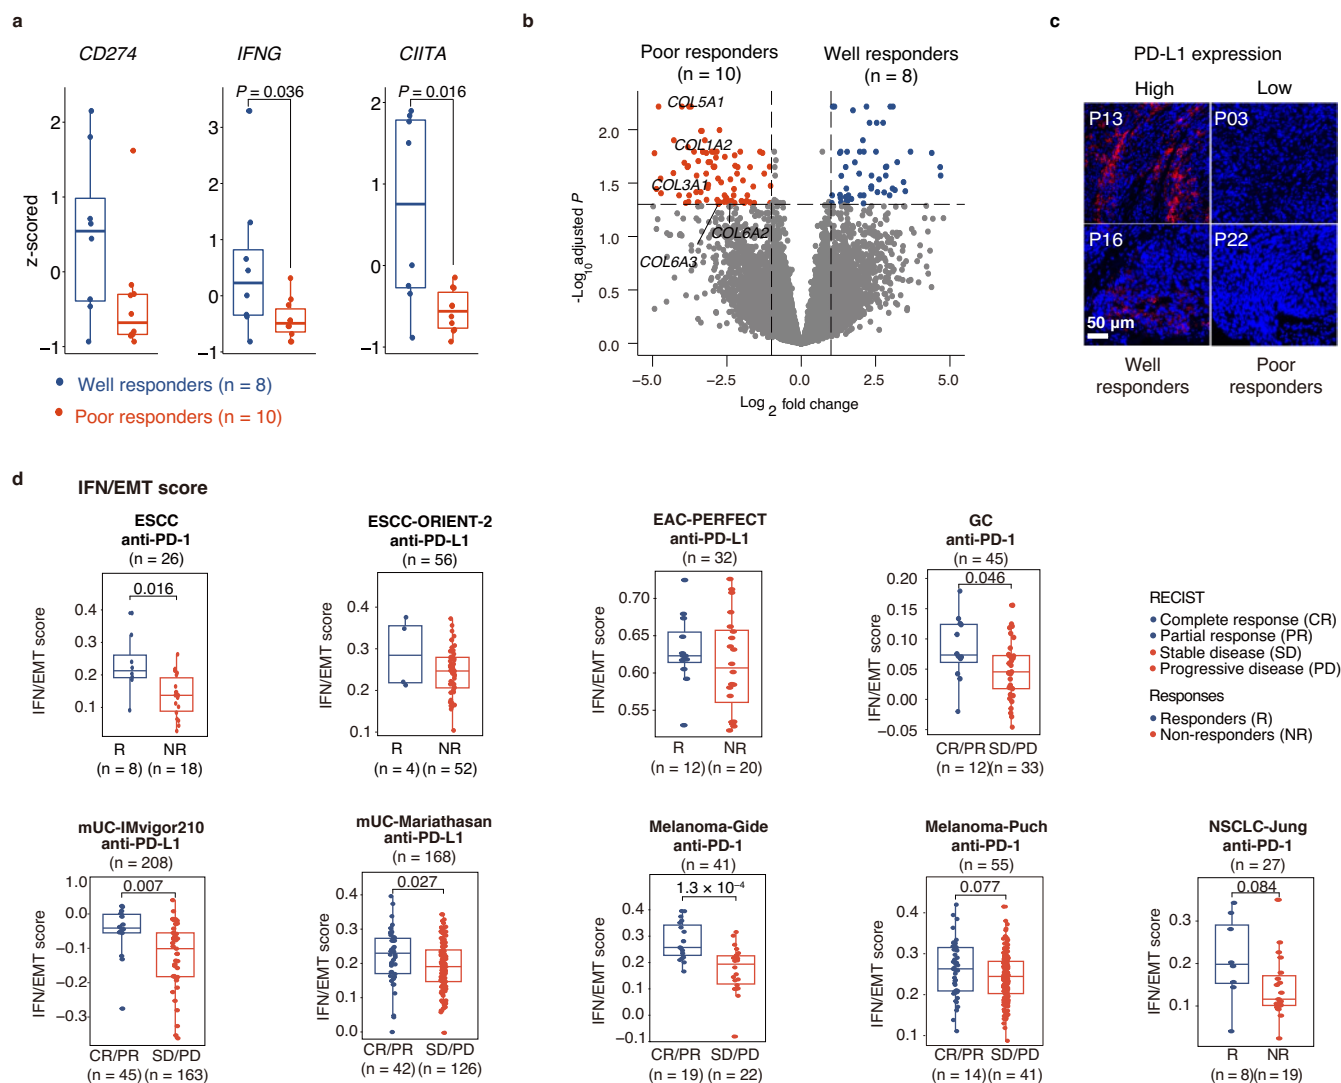 a
CD274
IFNG
CIITA
P = 0.036
P = 0.016
z-scored
2
1
0
−1
3
2
1
0
−1
2
1
0
−1
Well responders (n = 8)
Poor responders (n = 10)
b
Poor responders
(n = 10)
Well responders
(n = 8)
COL5A1
COL1A2
COL3A1
COL6A2
COL6A3
-Log10 adjusted P
2.0
1.5
1.0
0.5
0.0
−5.0
−2.5
0.0
2.5
5.0
Log 2 fold change
c
PD-L1 expression
High
Low
P13
P03
P16
P22
50 µm
Well
responders
Poor
responders
d
IFN/EMT score
ESCC
anti-PD-1
(n = 26)
0.016
IFN/EMT score
0.4
0.3
0.2
0.1
R
NR
(n = 8)
(n = 18)
ESCC-ORIENT-2
anti-PD-L1
(n = 56)
IFN/EMT score
0.4
0.3
0.2
0.1
R
NR
(n = 4)
(n = 52)
EAC-PERFECT
anti-PD-L1
(n = 32)
IFN/EMT score
0.70
0.65
0.60
0.55
R
NR
(n = 12)
(n = 20)
GC
anti-PD-1
(n = 45)
0.046
IFN/EMT score
0.20
0.15
0.10
0.05
0.00
−0.05
CR/PR
SD/PD
(n = 12)
(n = 33)
RECIST
Complete response (CR)
Partial response (PR)
Stable disease (SD)
Progressive disease (PD)
Responses
Responders (R)
Non-responders (NR)
mUC-IMvigor210
anti-PD-L1
(n = 208)
0.007
IFN/EMT score
1.0
0.0
−0.1
−0.2
−0.3
CR/PR
SD/PD
(n = 45)
(n = 163)
mUC-Mariathasan
anti-PD-L1
(n = 168)
0.027
IFN/EMT score
0.4
0.3
0.2
0.1
0.0
CR/PR
SD/PD
(n = 42)
(n = 126)
Melanoma-Gide
anti-PD-1
(n = 41)
1.3 × 10−4
IFN/EMT score
0.4
0.3
0.2
0.1
0.0
−0.1
CR/PR
SD/PD
(n = 19)
(n = 22)
Melanoma-Puch
anti-PD-1
(n = 55)
0.077
IFN/EMT score
0.4
0.3
0.2
0.1
CR/PR
SD/PD
(n = 14)
(n = 41)
NSCLC-Jung
anti-PD-1
(n = 27)
0.084
IFN/EMT score
0.3
0.2
0.1
R
NR
(n = 8)
(n = 19)